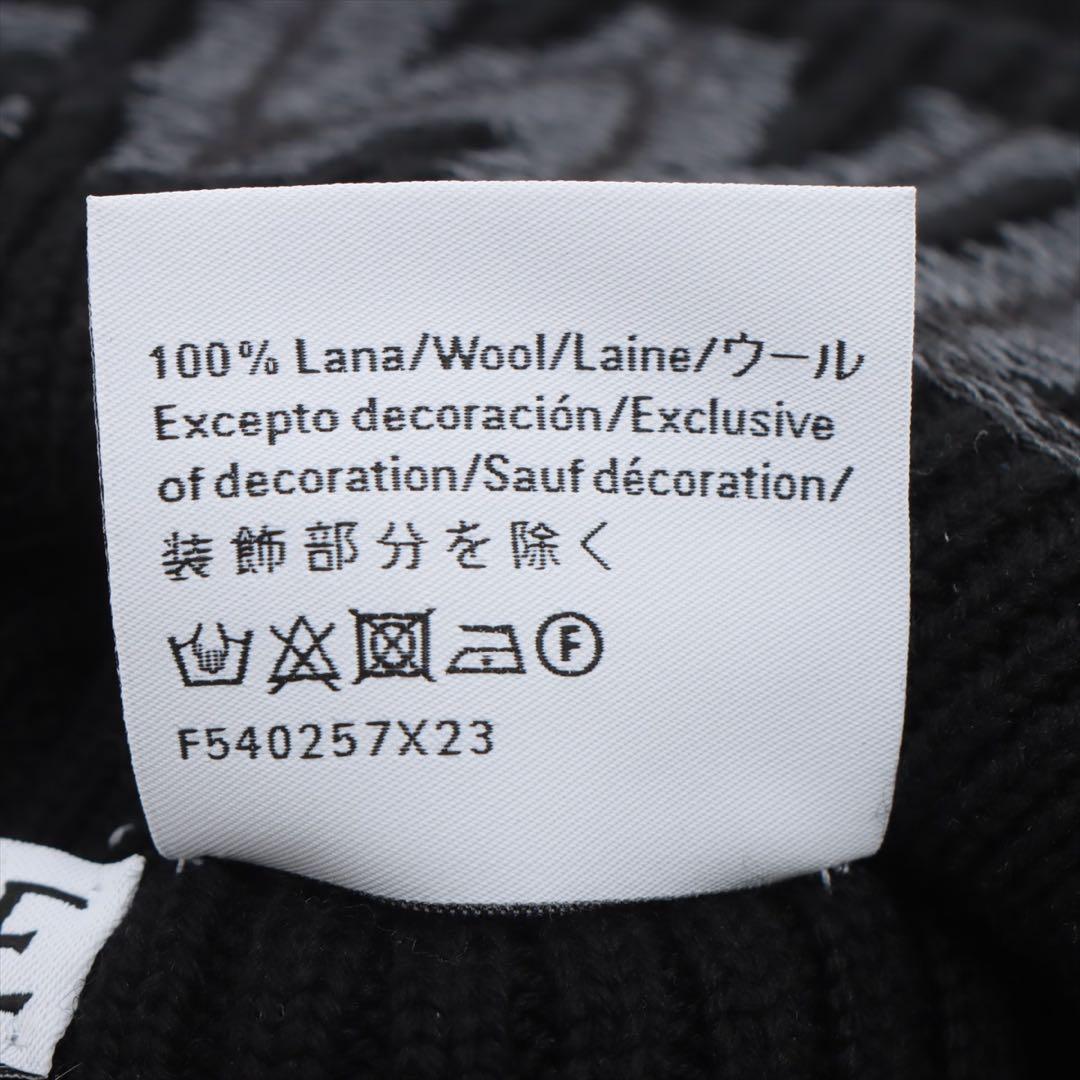 100% Lana/Wool/Laine/ウール
Excepto decoración/Exclusive
of decoration/Sauf décoration/
装飾部分を除く
F
F540257X23